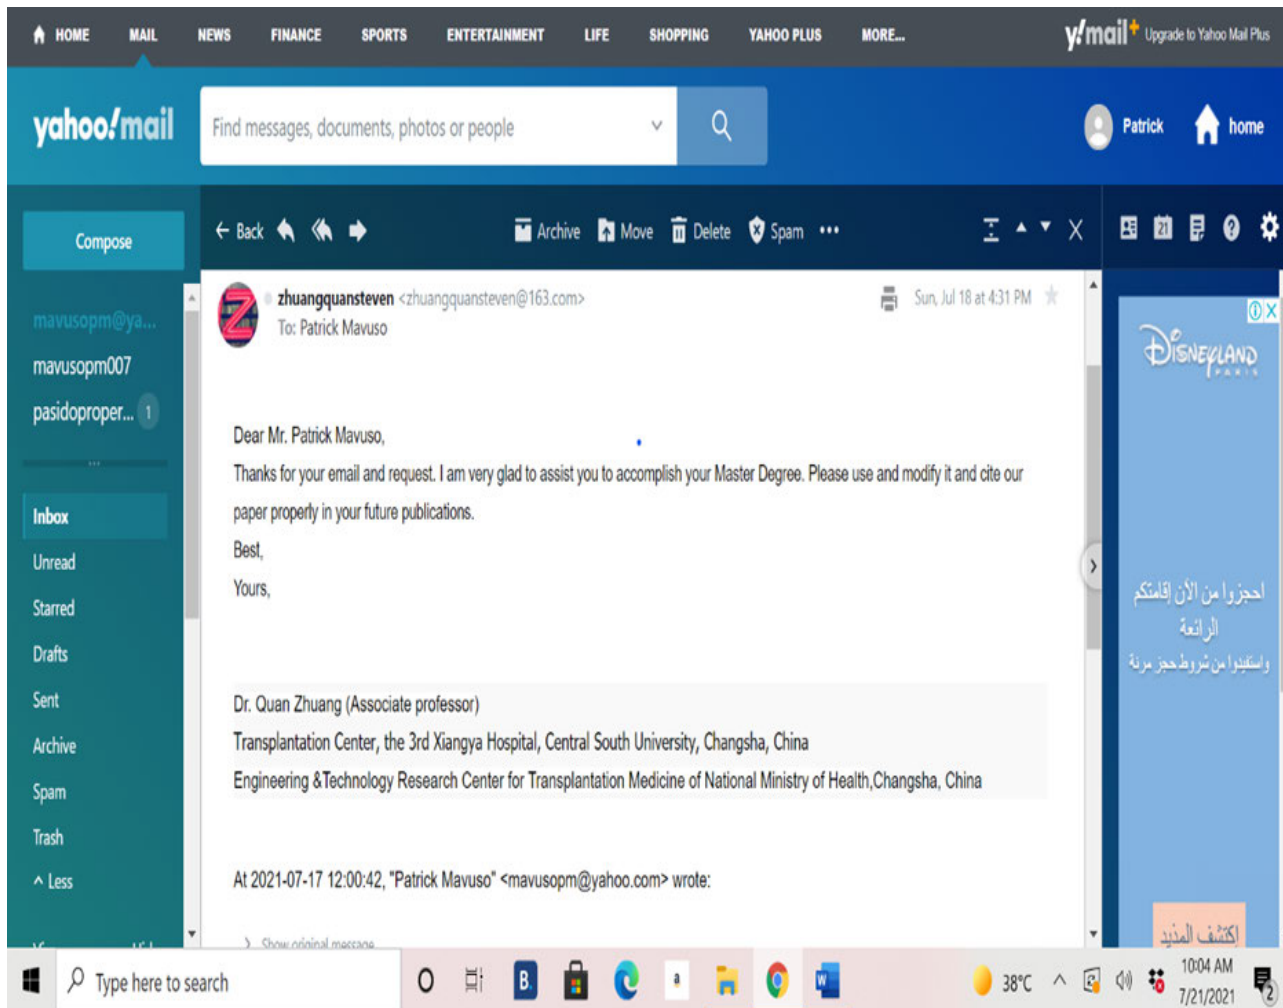 HOME MAIL NEWS FINANCE SPORTS ENTERTAINMENT LIFE SHOPPING YAHOO PLUS MORE... y!mail+ Upgrade to Yahoo Mail Plus
yahoo!mail Find messages, documents, photos or people Patrick home
Compose
Back Archive Move Delete Spam ••• 21
mavusopm@ya...
mavusopm007
pasidoproper... 1
Inbox
Unread
Starred
Drafts
Sent
Archive
Spam
Trash
Less
zhuangquansteven <zhuangquansteven@163.com> Sun, Jul 18 at 4:31 PM
To: Patrick Mavuso
Dear Mr. Patrick Mavuso,
Thanks for your email and request. I am very glad to assist you to accomplish your Master Degree. Please use and modify it and cite our
paper properly in your future publications.
Best,
Yours,
Dr. Quan Zhuang (Associate professor)
Transplantation Center, the 3rd Xiangya Hospital, Central South University, Changsha, China
Engineering &Technology Research Center for Transplantation Medicine of National Ministry of Health,Changsha, China
At 2021-07-17 12:00:42, "Patrick Mavuso" <mavusopm@yahoo.com> wrote:
Show original message
DISNEYLAND
PARIS
احجزوا من الآن إقامتكم
الرائعة
واستفيدوا من شروط حجز مرنة
إكتشف المزيد
Type here to search B. a 38°C 10:04 AM
7/21/2021
2